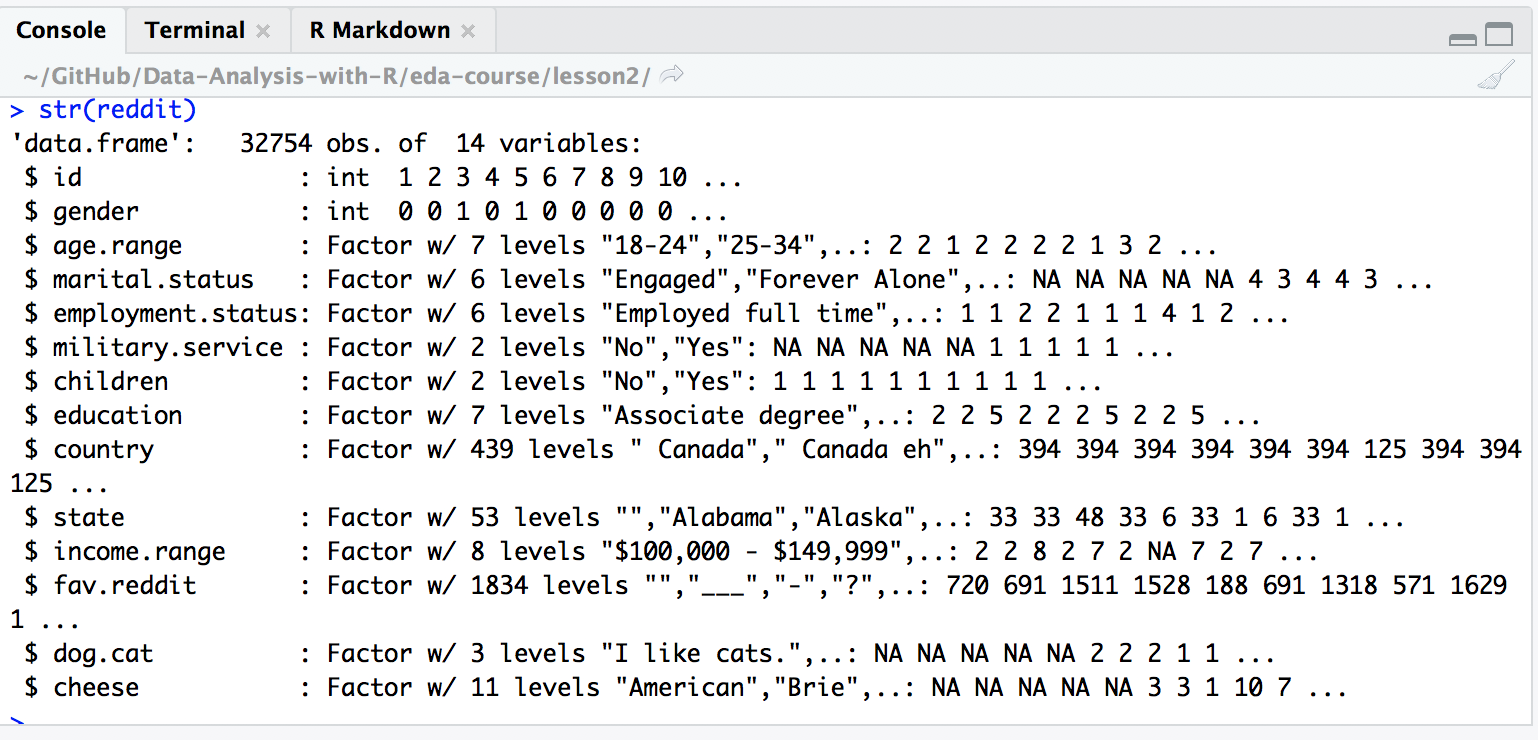 Console Terminal R Markdown
~/GitHub/Data-Analysis-with-R/eda-course/lesson2/
> str(reddit)
'data.frame':   32754 obs. of  14 variables:
 $ id               : int  1 2 3 4 5 6 7 8 9 10 ...
 $ gender           : int  0 0 1 0 1 0 0 0 0 0 ...
 $ age.range        : Factor w/ 7 levels "18-24","25-34",..: 2 2 1 2 2 2 2 1 3 2 ...
 $ marital.status   : Factor w/ 6 levels "Engaged","Forever Alone",..: NA NA NA NA NA 4 3 4 4 3 ...
 $ employment.status: Factor w/ 6 levels "Employed full time",..: 1 1 2 2 1 1 1 4 1 2 ...
 $ military.service : Factor w/ 2 levels "No","Yes": NA NA NA NA NA 1 1 1 1 1 ...
 $ children         : Factor w/ 2 levels "No","Yes": 1 1 1 1 1 1 1 1 1 1 ...
 $ education        : Factor w/ 7 levels "Associate degree",..: 2 2 5 2 2 2 5 2 2 5 ...
 $ country          : Factor w/ 439 levels " Canada"," Canada eh",..: 394 394 394 394 394 394 125 394 394
125 ...
 $ state            : Factor w/ 53 levels "","Alabama","Alaska",..: 33 33 48 33 6 33 1 6 33 1 ...
 $ income.range     : Factor w/ 8 levels "$100,000 - $149,999",..: 2 2 8 2 7 2 NA 7 2 7 ...
 $ fav.reddit       : Factor w/ 1834 levels "","___","-","?",..: 720 691 1511 1528 188 691 1318 571 1629
1 ...
 $ dog.cat          : Factor w/ 3 levels "I like cats.",..: NA NA NA NA NA 2 2 2 1 1 ...
 $ cheese           : Factor w/ 11 levels "American","Brie",..: NA NA NA NA NA 3 3 1 10 7 ...
>